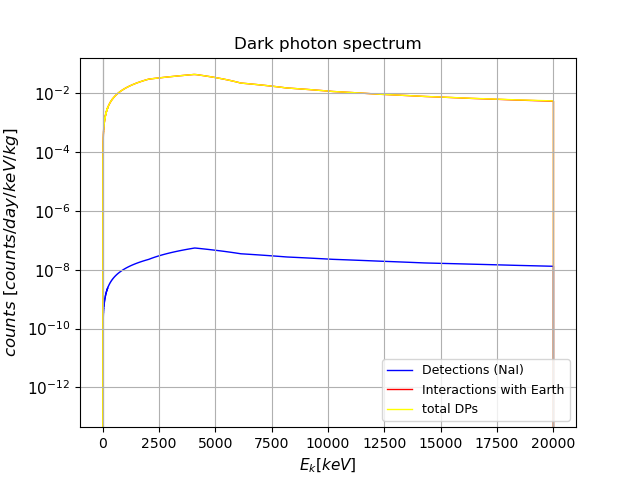 Dark photon spectrum
counts [counts/day/keV/kg]
10⁻²
10⁻⁴
10⁻⁶
10⁻⁸
10⁻¹⁰
10⁻¹²
Detections (NaI)
Interactions with Earth
total DPs
0 2500 5000 7500 10000 12500 15000 17500 20000
Eₖ[keV]